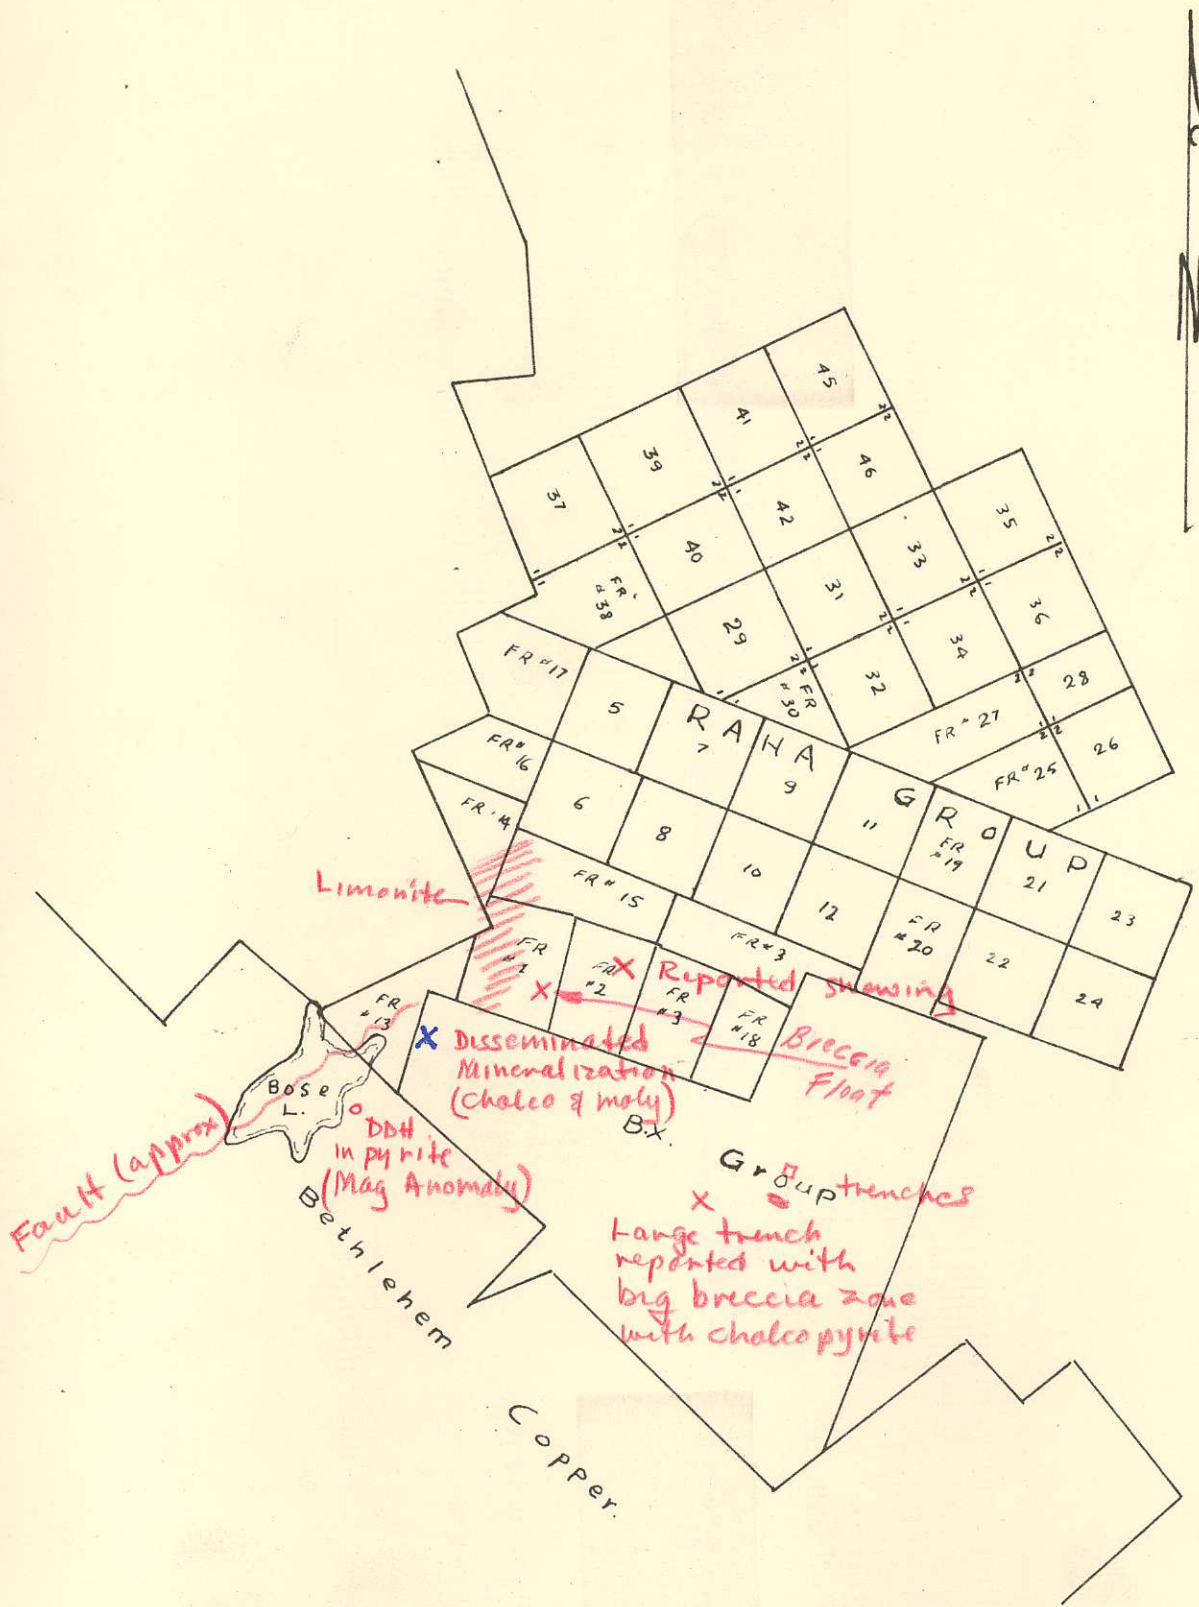 N
45
41
39
37
46
42
40
35
33
31
29
FR #38
36
34
32
FR #30
28
26
FR #27
FR #25
FR #17
5
RAHA GROUP
7
9
11
FR #19
21
23
FR #16
6
8
10
12
FR #20
22
24
FR #14
FR #15
FR #3
Limonite
FR
#2
FR
#3
FR
#18
X Reported showing
X
FR
#13
Breccia
Float
X Disseminated
Mineralization
(Chalco & moly)
Bose
L.
DDH
in pyrite
(Mag Anomaly)
Fault (approx)
B.X.
Group
trenches
X
Large trench
reported with
big breccia zone
with chalcopyrite
Bethlehem
Copper.